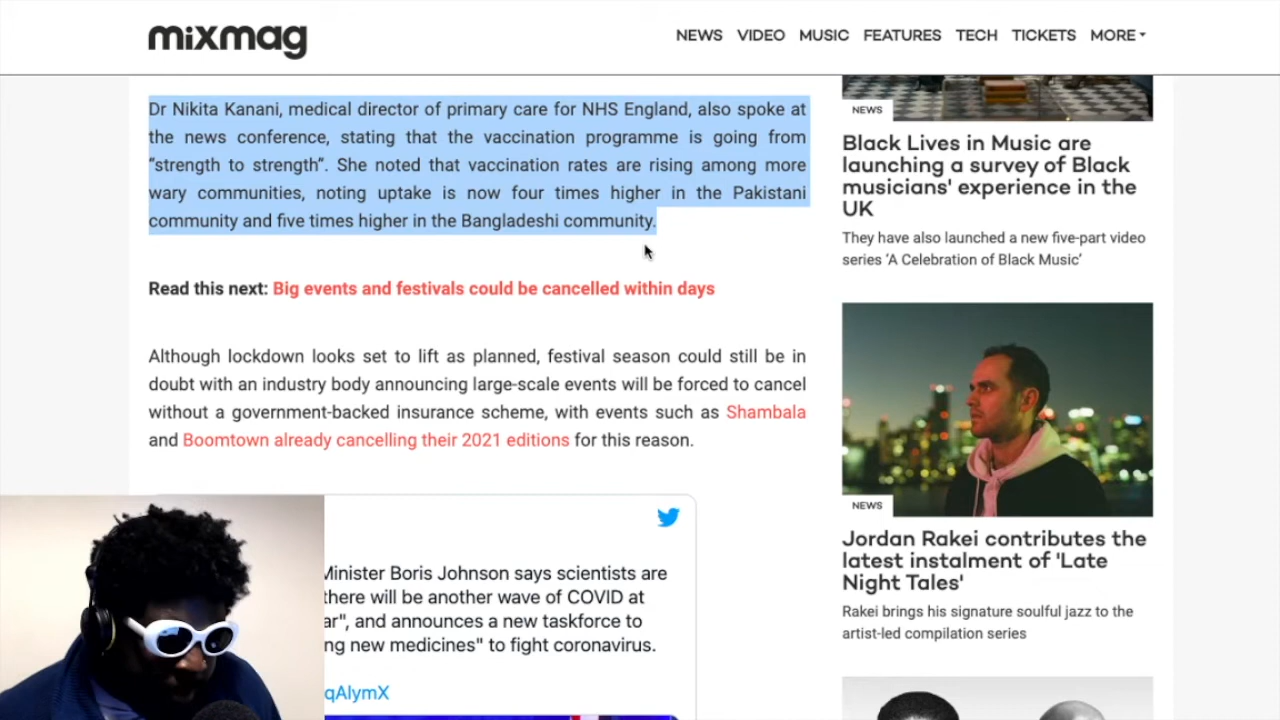 mixmag
NEWS VIDEO MUSIC FEATURES TECH TICKETS MORE
Dr Nikita Kanani, medical director of primary care for NHS England, also spoke at
the news conference, stating that the vaccination programme is going from
“strength to strength”. She noted that vaccination rates are rising among more
wary communities, noting uptake is now four times higher in the Pakistani
community and five times higher in the Bangladeshi community.
Read this next: Big events and festivals could be cancelled within days
Although lockdown looks set to lift as planned, festival season could still be in
doubt with an industry body announcing large-scale events will be forced to cancel
without a government-backed insurance scheme, with events such as Shambala
and Boomtown already cancelling their 2021 editions for this reason.
Minister Boris Johnson says scientists are
there will be another wave of COVID at
ar", and announces a new taskforce to
ng new medicines" to fight coronavirus.
qAlymX
NEWS
Black Lives in Music are
launching a survey of Black
musicians' experience in the
UK
They have also launched a new five-part video
series ‘A Celebration of Black Music’
NEWS
Jordan Rakei contributes the
latest instalment of 'Late
Night Tales'
Rakei brings his signature soulful jazz to the
artist-led compilation series